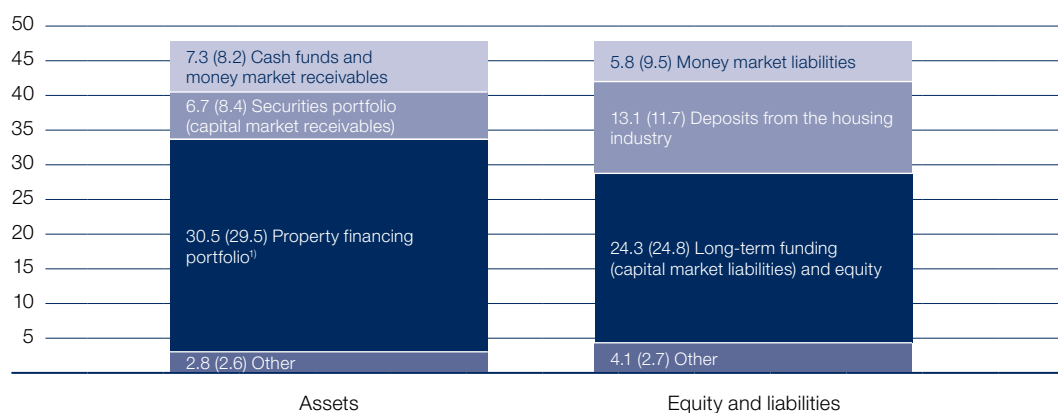 50
45
40
35
30
25
20
15
10
5
7.3 (8.2) Cash funds and
money market receivables
6.7 (8.4) Securities portfolio
(capital market receivables)
30.5 (29.5) Property financing
portfolio¹⁾
2.8 (2.6) Other
Assets
5.8 (9.5) Money market liabilities
13.1 (11.7) Deposits from the housing
industry
24.3 (24.8) Long-term funding
(capital market liabilities) and equity
4.1 (2.7) Other
Equity and liabilities